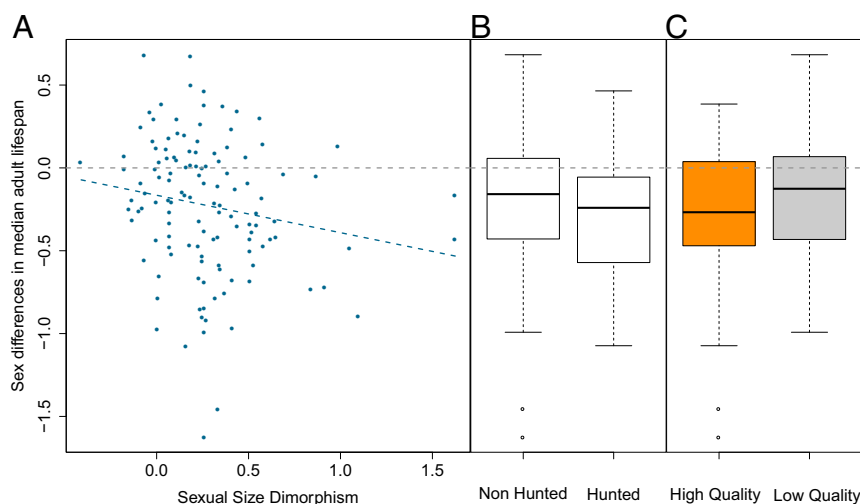 A
B
C
Sex differences in median adult lifespan
0.5
0.0
−0.5
−1.0
−1.5
0.0 0.5 1.0 1.5
Sexual Size Dimorphism
Non Hunted Hunted
High Quality Low Quality